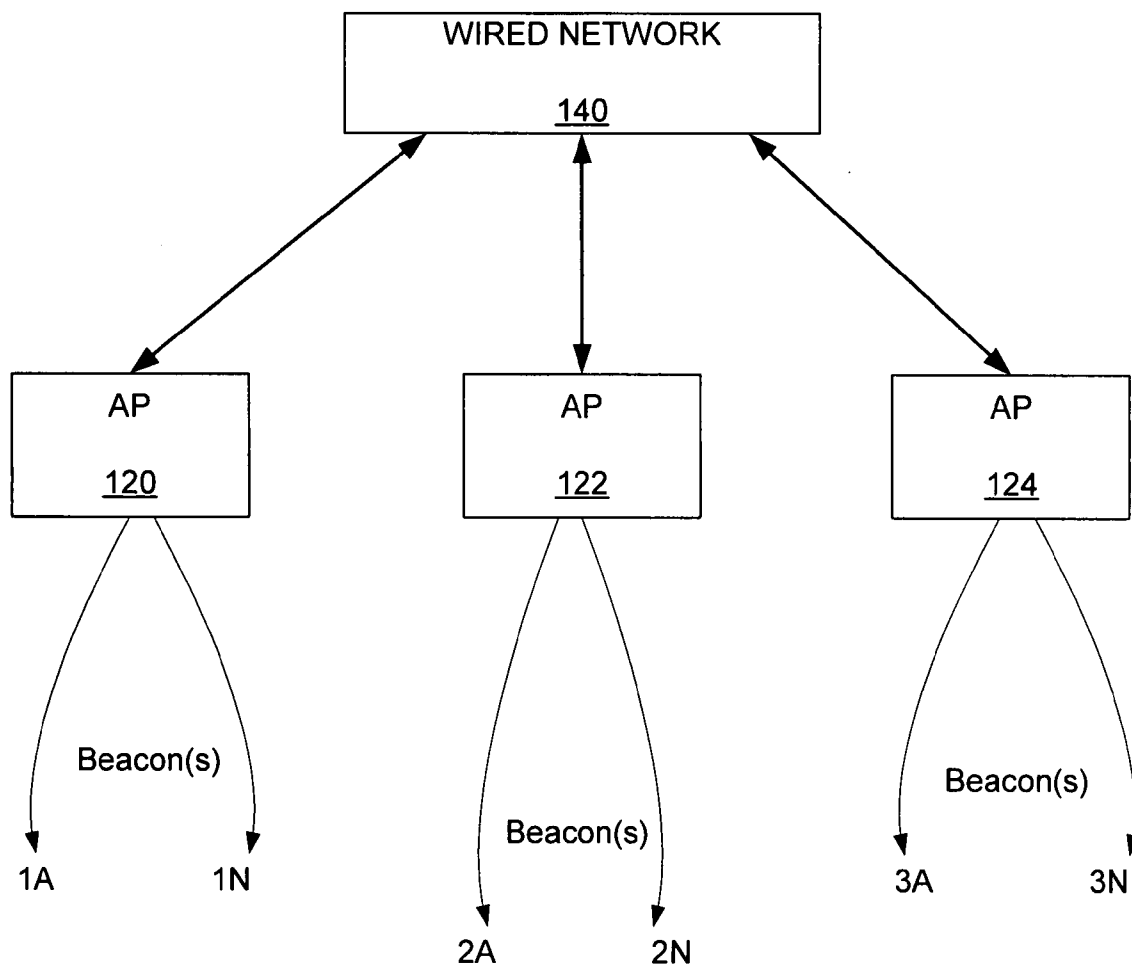 WIRED NETWORK
140
AP
120
AP
122
AP
124
Beacon(s)
1A
1N
Beacon(s)
2A
2N
Beacon(s)
3A
3N